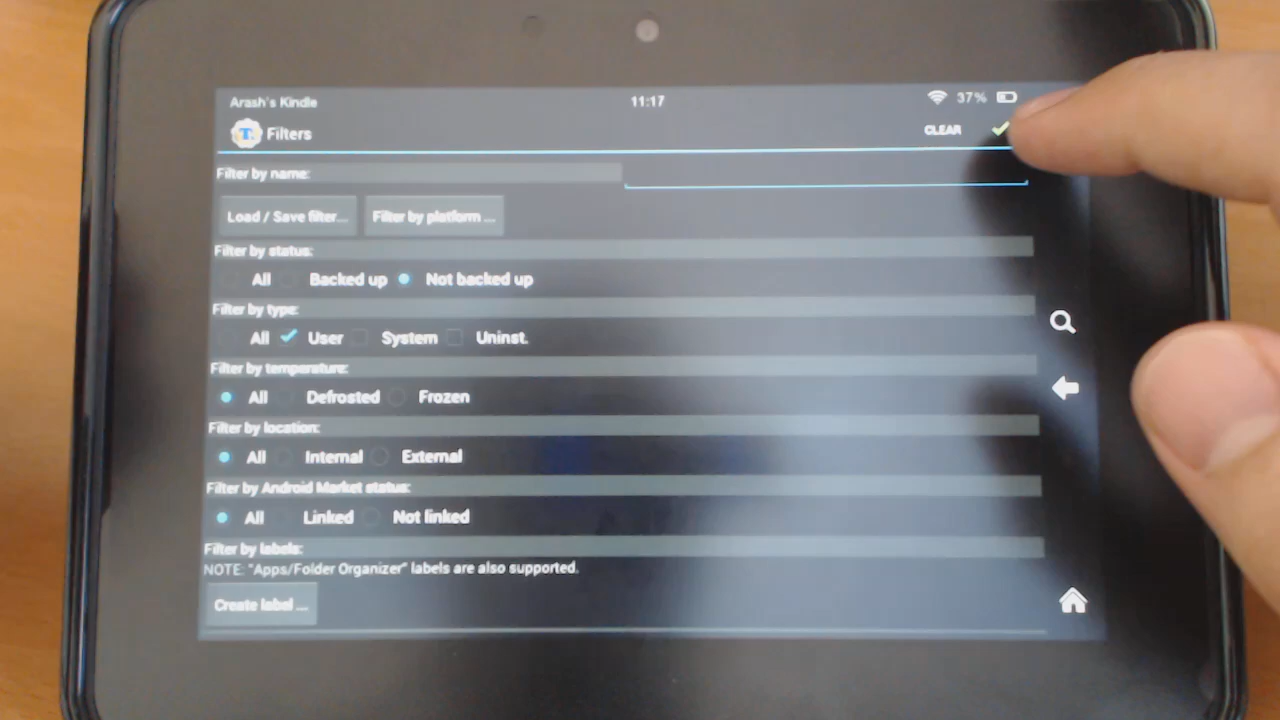 Arash's Kindle 11:17 37%
T Filters CLEAR
Filter by name:
Load / Save filter... Filter by platform ...
Filter by status:
All Backed up Not backed up
Filter by type:
All User System Uninst.
Filter by temperature:
All Defrosted Frozen
Filter by location:
All Internal External
Filter by Android Market status:
All Linked Not linked
Filter by labels:
NOTE: "Apps/Folder Organizer" labels are also supported.
Create label ...